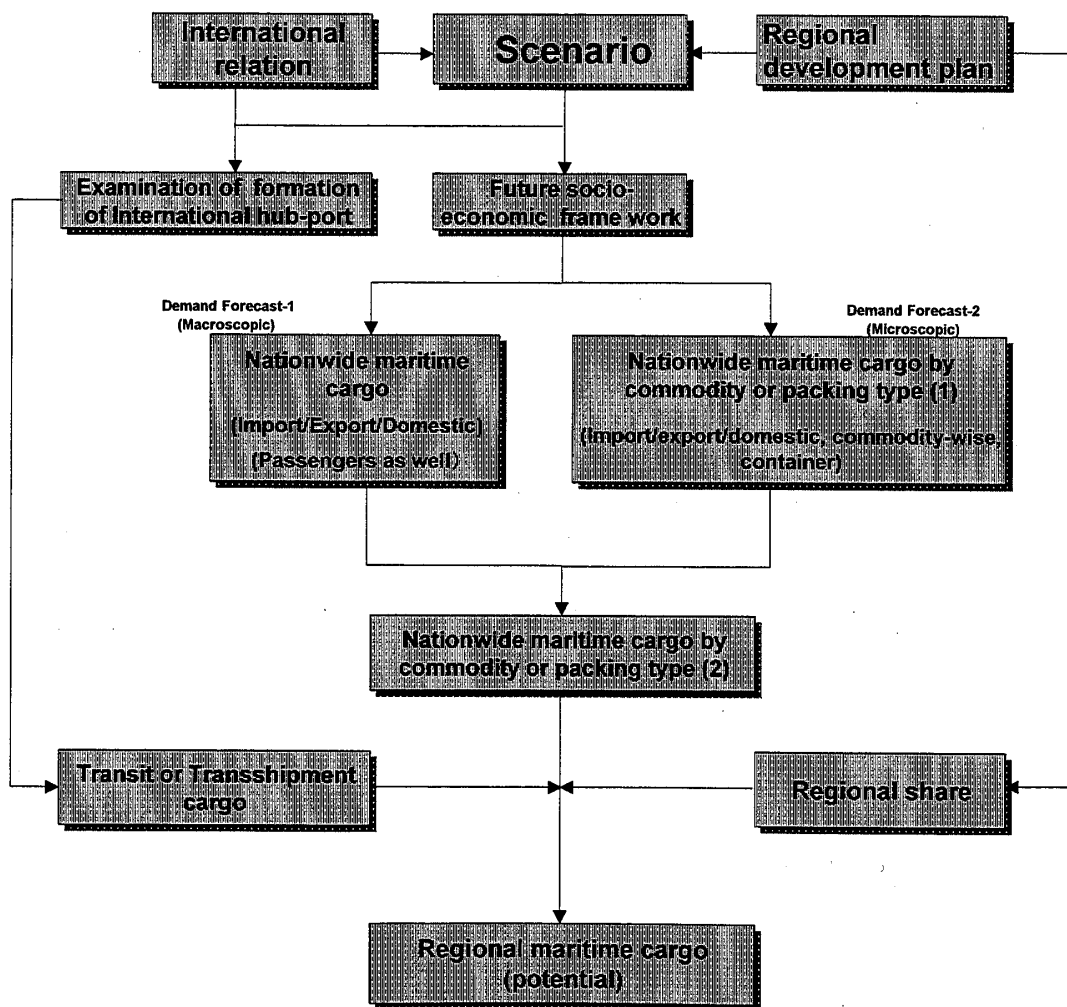 International
relation
Scenario
Regional
development plan
Examination of formation
of International hub-port
Future socio-
economic frame work
Demand Forecast-1
(Macroscopic)
Demand Forecast-2
(Microscopic)
Nationwide maritime
cargo
(Import/Export/Domestic)
(Passengers as well)
Nationwide maritime cargo by
commodity or packing type (1)
(Import/export/domestic, commodity-wise,
container)
Nationwide maritime cargo by
commodity or packing type (2)
Transit or Transshipment
cargo
Regional share
Regional maritime cargo
(potential)